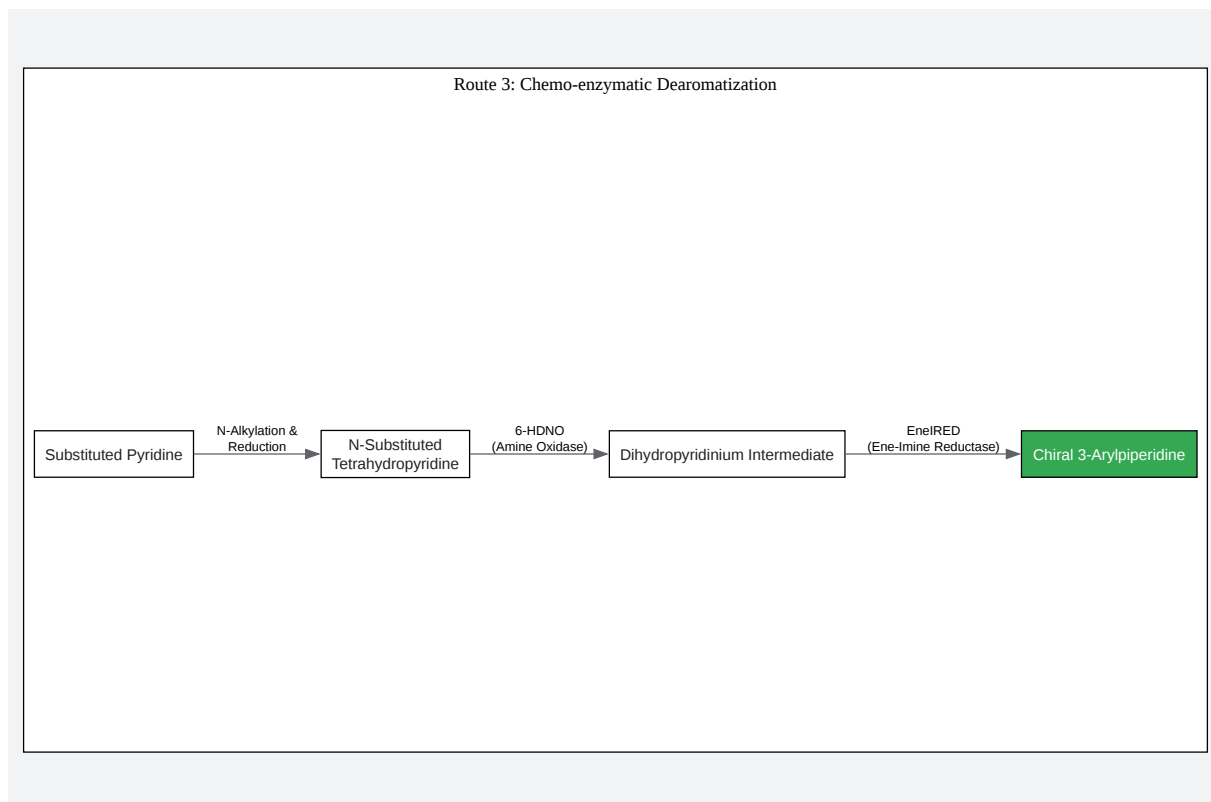 Route 3: Chemo-enzymatic Dearomatization
Substituted Pyridine
N-Alkylation &
Reduction
N-Substituted
Tetrahydropyridine
6-HDNO
(Amine Oxidase)
Dihydropyridinium Intermediate
EneIRED
(Ene-Imine Reductase)
Chiral 3-Arylpiperidine